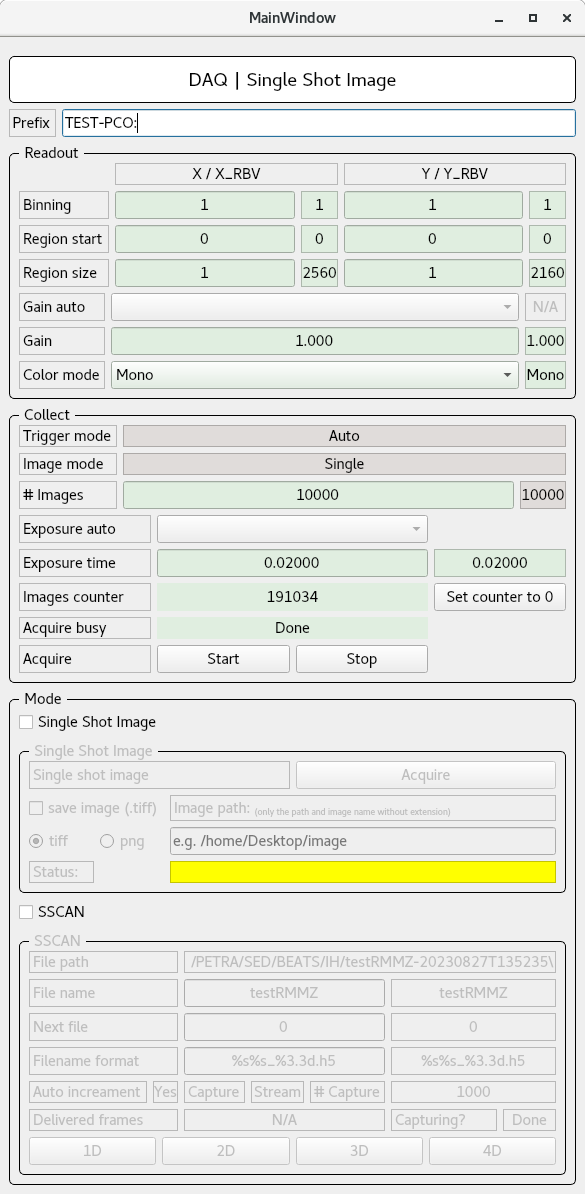 MainWindow
DAQ | Single Shot Image
Prefix TEST-PCO:
Readout
X / X_RBV Y / Y_RBV
Binning 1 1 1 1
Region start 0 0 0 0
Region size 1 2560 1 2160
Gain auto N/A
Gain 1.000 1.000
Color mode Mono Mono
Collect
Trigger mode Auto
Image mode Single
# Images 10000 10000
Exposure auto
Exposure time 0.02000 0.02000
Images counter 191034 Set counter to 0
Acquire busy Done
Acquire Start Stop
Mode
Single Shot Image
Single Shot Image
Single shot image Acquire
save image (.tiff) Image path: (only the path and image name without extension)
tiff png e.g. /home/Desktop/image
Status:
SSCAN
SSCAN
File path /PETRA/SED/BEATS/IH/testRMMZ-20230827T135235\
File name testRMMZ testRMMZ
Next file 0 0
Filename format %s%s_%3.3d.h5 %s%s_%3.3d.h5
Auto increament Yes Capture Stream # Capture 1000
Delivered frames N/A Capturing? Done
1D 2D 3D 4D